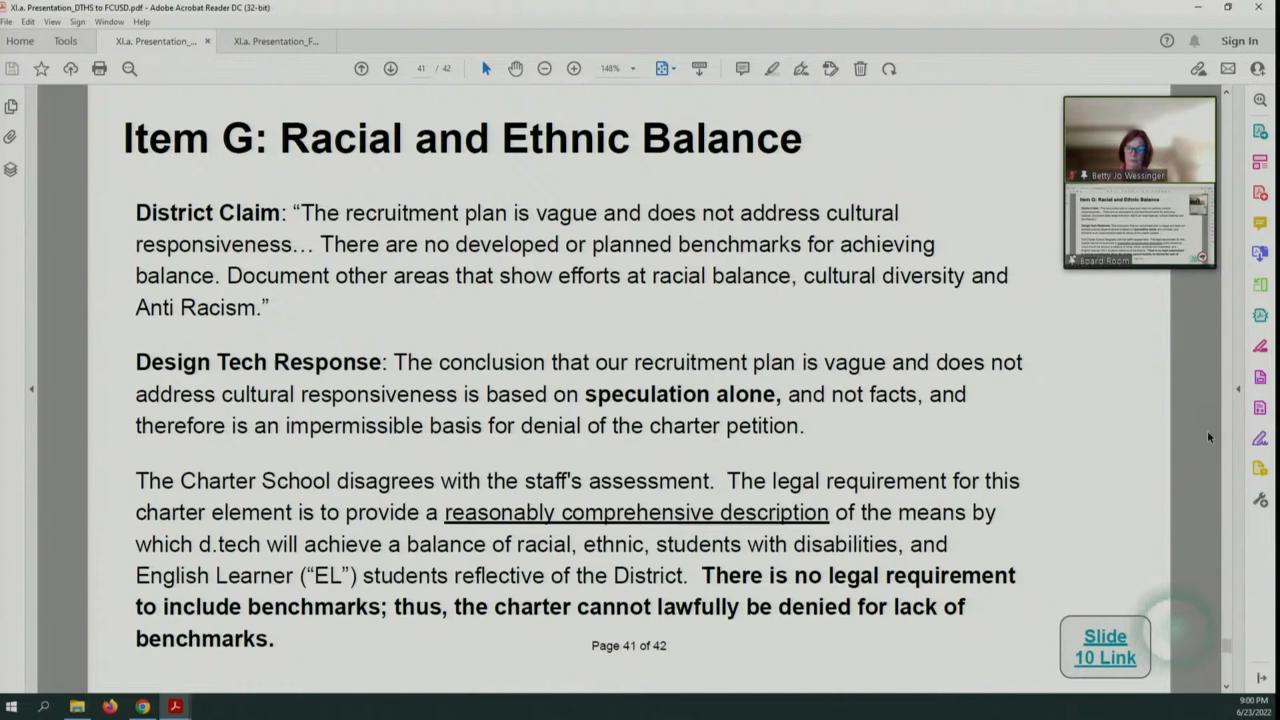 XI.a. Presentation_DTHS to FCUSD.pdf - Adobe Acrobat Reader DC (32-bit)
File Edit View Sign Window Help
Home Tools XI.a. Presentation_... × XI.a. Presentation_F... Sign In
41 / 42 148%
Item G: Racial and Ethnic Balance
District Claim: “The recruitment plan is vague and does not address cultural
responsiveness… There are no developed or planned benchmarks for achieving
balance. Document other areas that show efforts at racial balance, cultural diversity and
Anti Racism.”
Design Tech Response: The conclusion that our recruitment plan is vague and does not
address cultural responsiveness is based on speculation alone, and not facts, and
therefore is an impermissible basis for denial of the charter petition.
The Charter School disagrees with the staff's assessment. The legal requirement for this
charter element is to provide a reasonably comprehensive description of the means by
which d.tech will achieve a balance of racial, ethnic, students with disabilities, and
English Learner (“EL”) students reflective of the District. There is no legal requirement
to include benchmarks; thus, the charter cannot lawfully be denied for lack of
benchmarks.
Page 41 of 42
Slide
10 Link
Betty Jo Wessinger
Item G: Racial and Ethnic Balance
Board Room
9:00 PM
6/23/2022